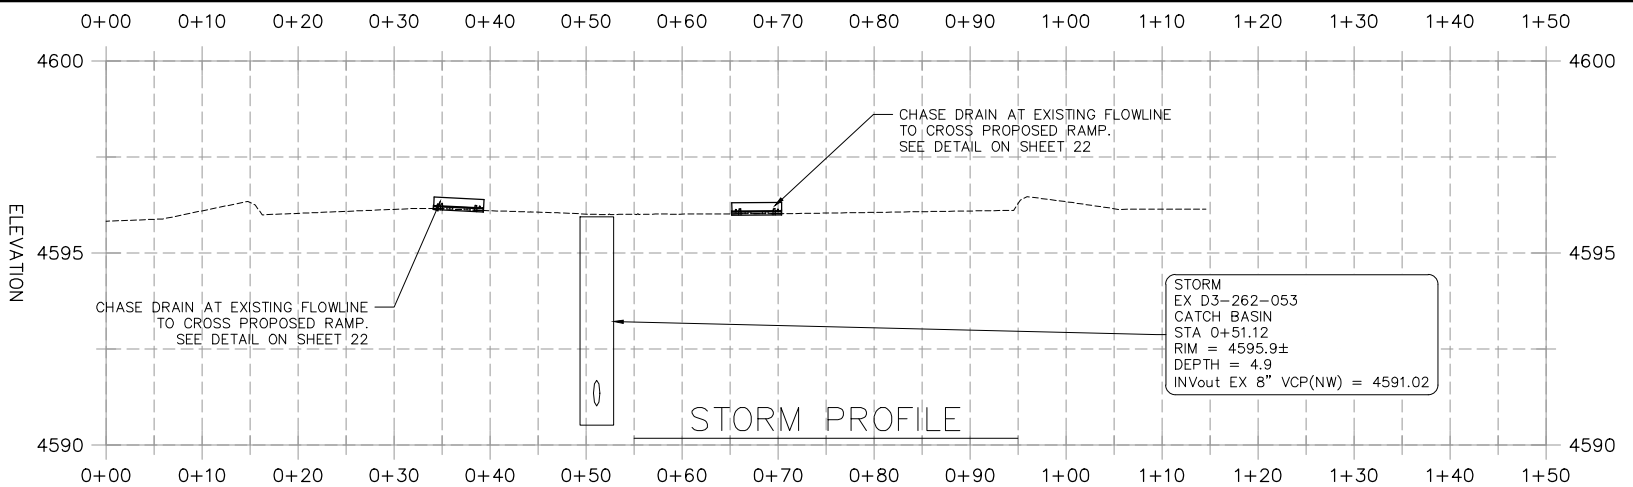 0+00 0+10 0+20 0+30 0+40 0+50 0+60 0+70 0+80 0+90 1+00 1+10 1+20 1+30 1+40 1+50
4600 4600
CHASE DRAIN AT EXISTING FLOWLINE
TO CROSS PROPOSED RAMP.
SEE DETAIL ON SHEET 22
ELEVATION
4595 4595
CHASE DRAIN AT EXISTING FLOWLINE
TO CROSS PROPOSED RAMP.
SEE DETAIL ON SHEET 22
STORM
EX D3-262-053
CATCH BASIN
STA 0+51.12
RIM = 4595.9±
DEPTH = 4.9
INVout EX 8" VCP(NW) = 4591.02
STORM PROFILE
4590 4590
0+00 0+10 0+20 0+30 0+40 0+50 0+60 0+70 0+80 0+90 1+00 1+10 1+20 1+30 1+40 1+50